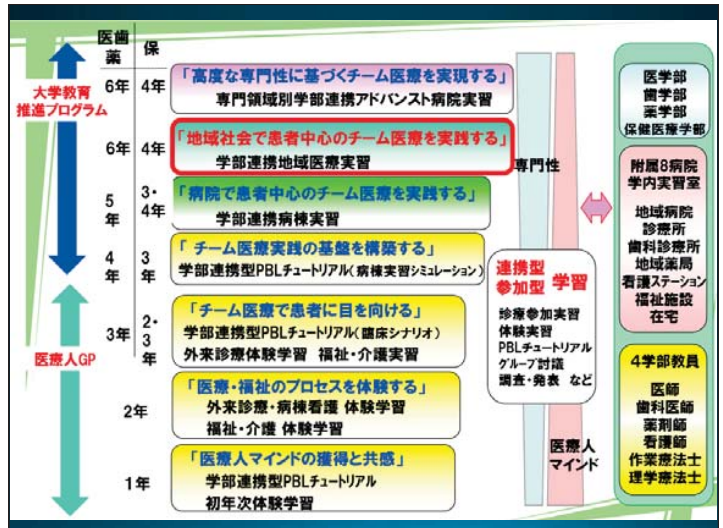 医歯薬 保
大学教育
推進プログラム
6年 4年
「高度な専門性に基づくチーム医療を実現する」
専門領域別学部連携アドバンスト病院実習
6年 4年
「地域社会で患者中心のチーム医療を実践する」
学部連携地域医療実習
5年 3・4年
「病院で患者中心のチーム医療を実践する」
学部連携病棟実習
4年 3年
「チーム医療実践の基盤を構築する」
学部連携型PBLチュートリアル(病棟実習シミュレーション)
医療人GP
3年 2・3年
「チーム医療で患者に目を向ける」
学部連携型PBLチュートリアル(臨床シナリオ)
外来診療体験学習 福祉・介護実習
2年
「医療・福祉のプロセスを体験する」
外来診療・病棟看護 体験学習
福祉・介護 体験学習
1年
「医療人マインドの獲得と共感」
学部連携型PBLチュートリアル
初年次体験学習
専門性
連携型
参加型 学習
診療参加実習
体験実習
PBLチュートリアル
グループ討議
調査・発表 など
医療人
マインド
医学部
歯学部
薬学部
保健医療学部
附属8病院
学内実習室
地域病院
診療所
歯科診療所
地域薬局
看護ステーション
福祉施設
在宅
4学部教員
医師
歯科医師
薬剤師
看護師
作業療法士
理学療法士